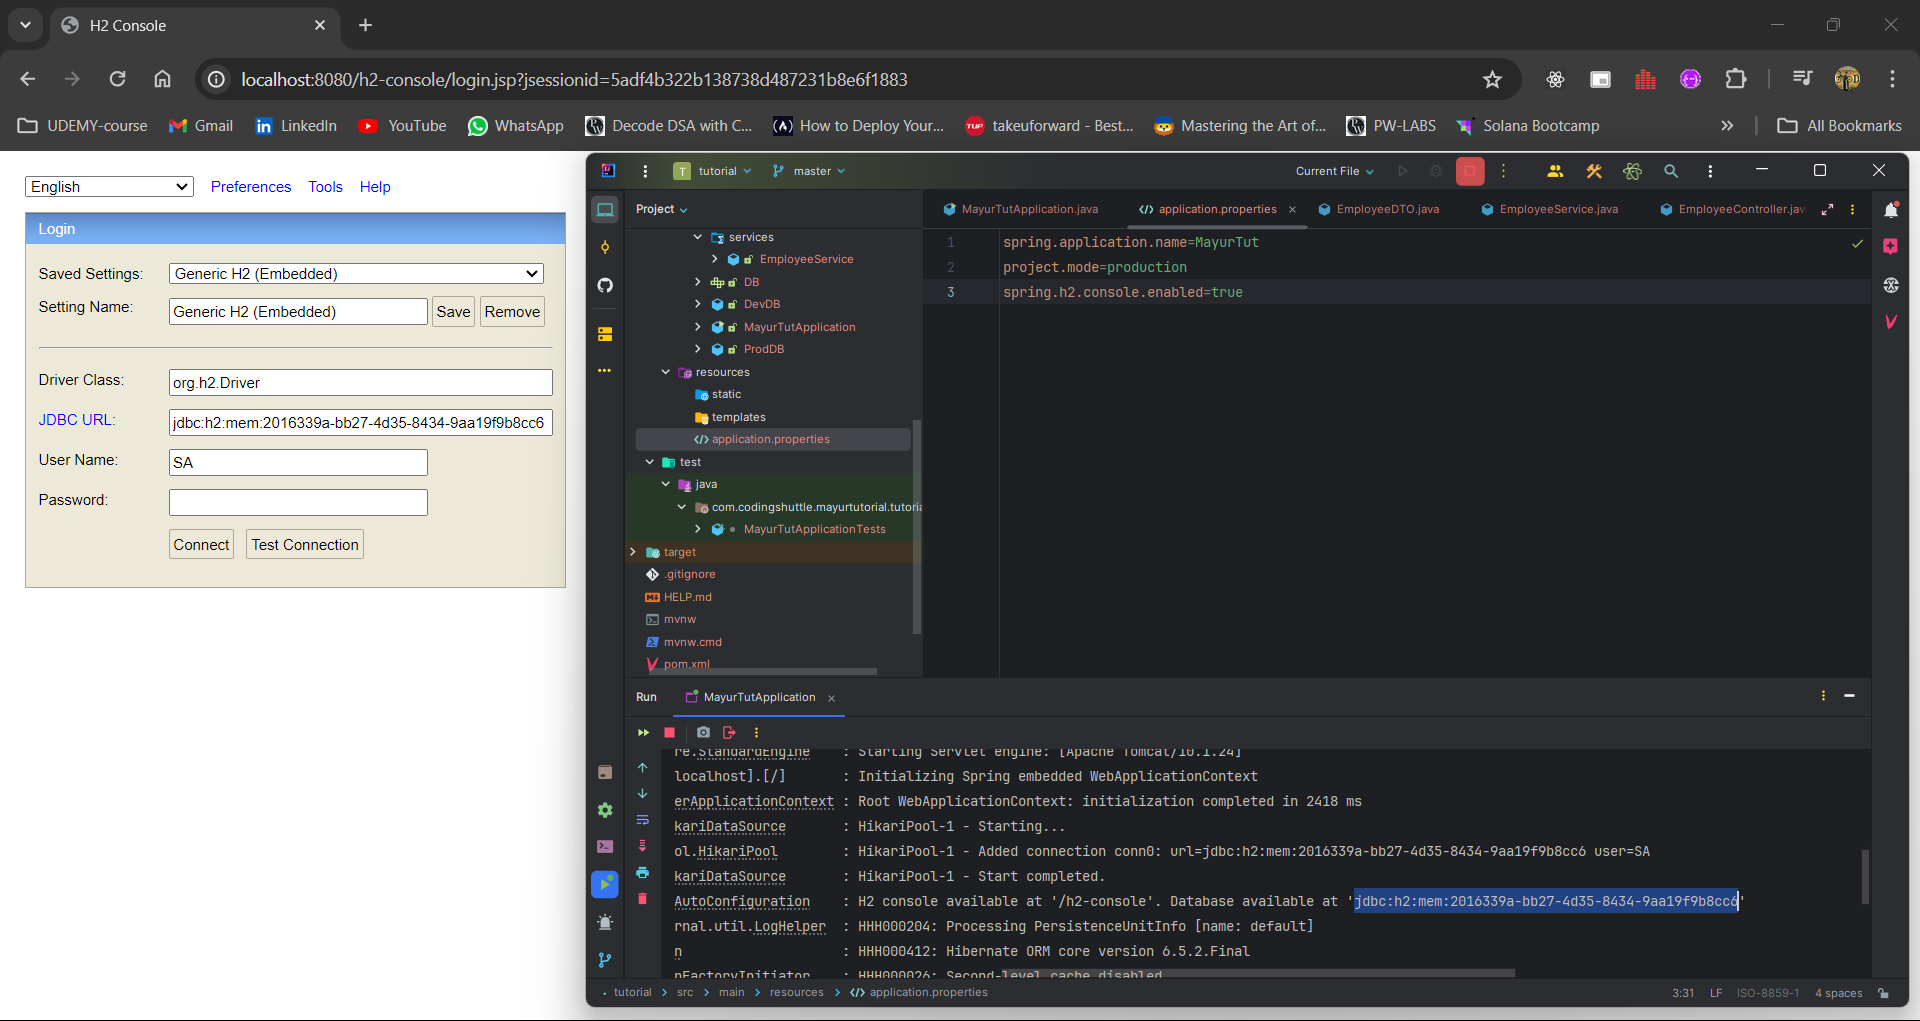 H2 Console
localhost:8080/h2-console/login.jsp?jsessionid=5adf4b322b138738d487231b8e6f1883
UDEMY-course Gmail LinkedIn YouTube WhatsApp Decode DSA with C... How to Deploy Your... takeuforward - Best... Mastering the Art of... PW-LABS Solana Bootcamp All Bookmarks
English Preferences Tools Help
Login
Saved Settings: Generic H2 (Embedded)
Setting Name: Generic H2 (Embedded) Save Remove
Driver Class: org.h2.Driver
JDBC URL: jdbc:h2:mem:2016339a-bb27-4d35-8434-9aa19f9b8cc6
User Name: SA
Password:
Connect Test Connection
T tutorial master Current File
Project
MayurTutApplication.java application.properties EmployeeDTO.java EmployeeService.java EmployeeController.jav
services
EmployeeService
DB
DevDB
MayurTutApplication
ProdDB
resources
static
templates
application.properties
test
java
com.codingshuttle.mayurtutorial.tutoria
MayurTutApplicationTests
target
.gitignore
HELP.md
mvnw
mvnw.cmd
pom.xml
1 spring.application.name=MayurTut
2 project.mode=production
3 spring.h2.console.enabled=true
Run MayurTutApplication
re.StandardEngine : Starting Servlet engine: [Apache Tomcat/10.1.24]
localhost].[/] : Initializing Spring embedded WebApplicationContext
erApplicationContext : Root WebApplicationContext: initialization completed in 2418 ms
kariDataSource : HikariPool-1 - Starting...
ol.HikariPool : HikariPool-1 - Added connection conn0: url=jdbc:h2:mem:2016339a-bb27-4d35-8434-9aa19f9b8cc6 user=SA
kariDataSource : HikariPool-1 - Start completed.
AutoConfiguration : H2 console available at '/h2-console'. Database available at 'jdbc:h2:mem:2016339a-bb27-4d35-8434-9aa19f9b8cc6'
rnal.util.LogHelper : HHH000204: Processing PersistenceUnitInfo [name: default]
n : HHH000412: Hibernate ORM core version 6.5.2.Final
nFactoryInitiator : HHH000026: Second-level cache disabled
tutorial > src > main > resources > application.properties
3:31 LF ISO-8859-1 4 spaces